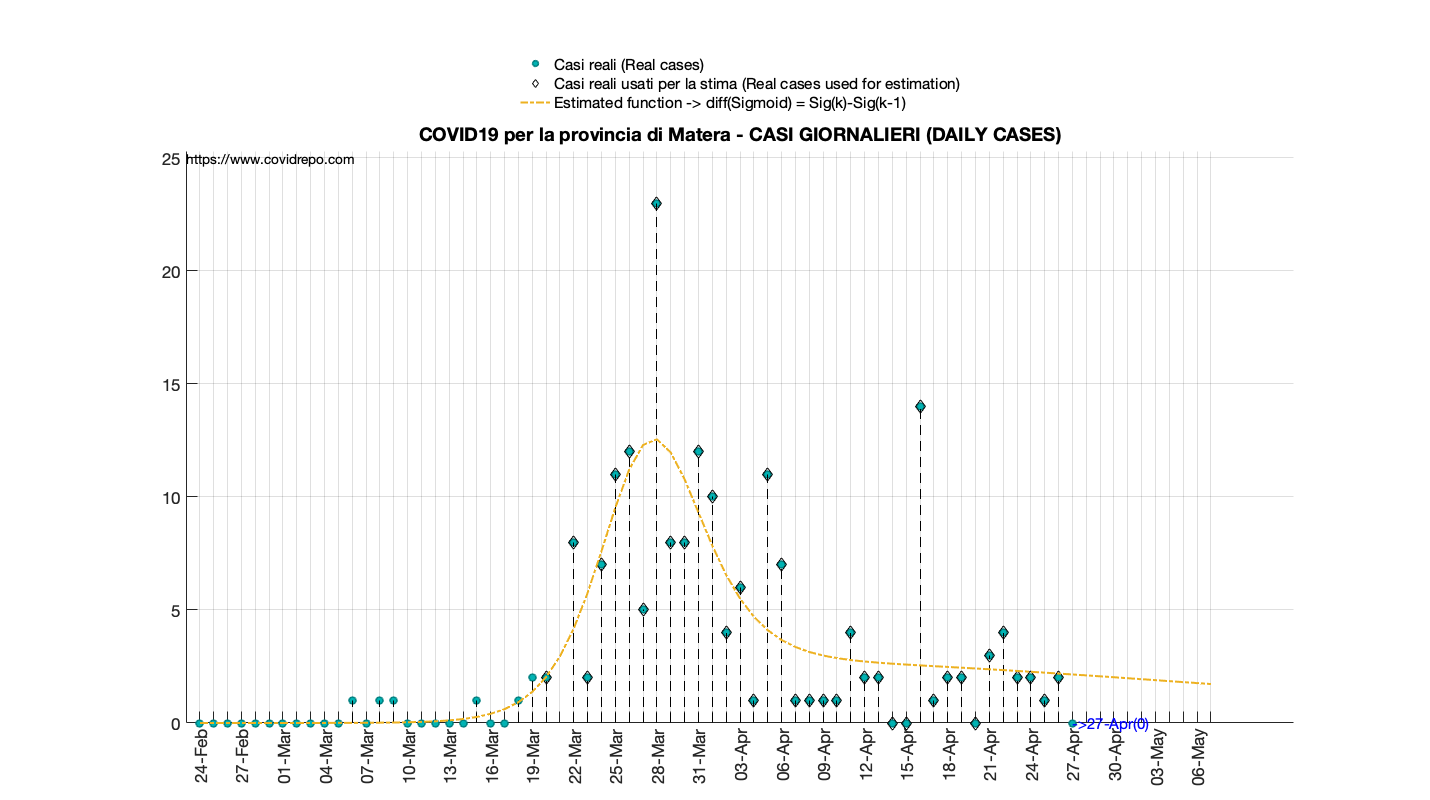 Casi reali (Real cases)
Casi reali usati per la stima (Real cases used for estimation)
Estimated function -> diff(Sigmoid) = Sig(k)-Sig(k-1)
COVID19 per la provincia di Matera - CASI GIORNALIERI (DAILY CASES)
https://www.covidrepo.com
25
20
15
10
5
0
->27-Apr(0)
24-Feb
27-Feb
01-Mar
04-Mar
07-Mar
10-Mar
13-Mar
16-Mar
19-Mar
22-Mar
25-Mar
28-Mar
31-Mar
03-Apr
06-Apr
09-Apr
12-Apr
15-Apr
18-Apr
21-Apr
24-Apr
27-Apr
30-Apr
03-May
06-May